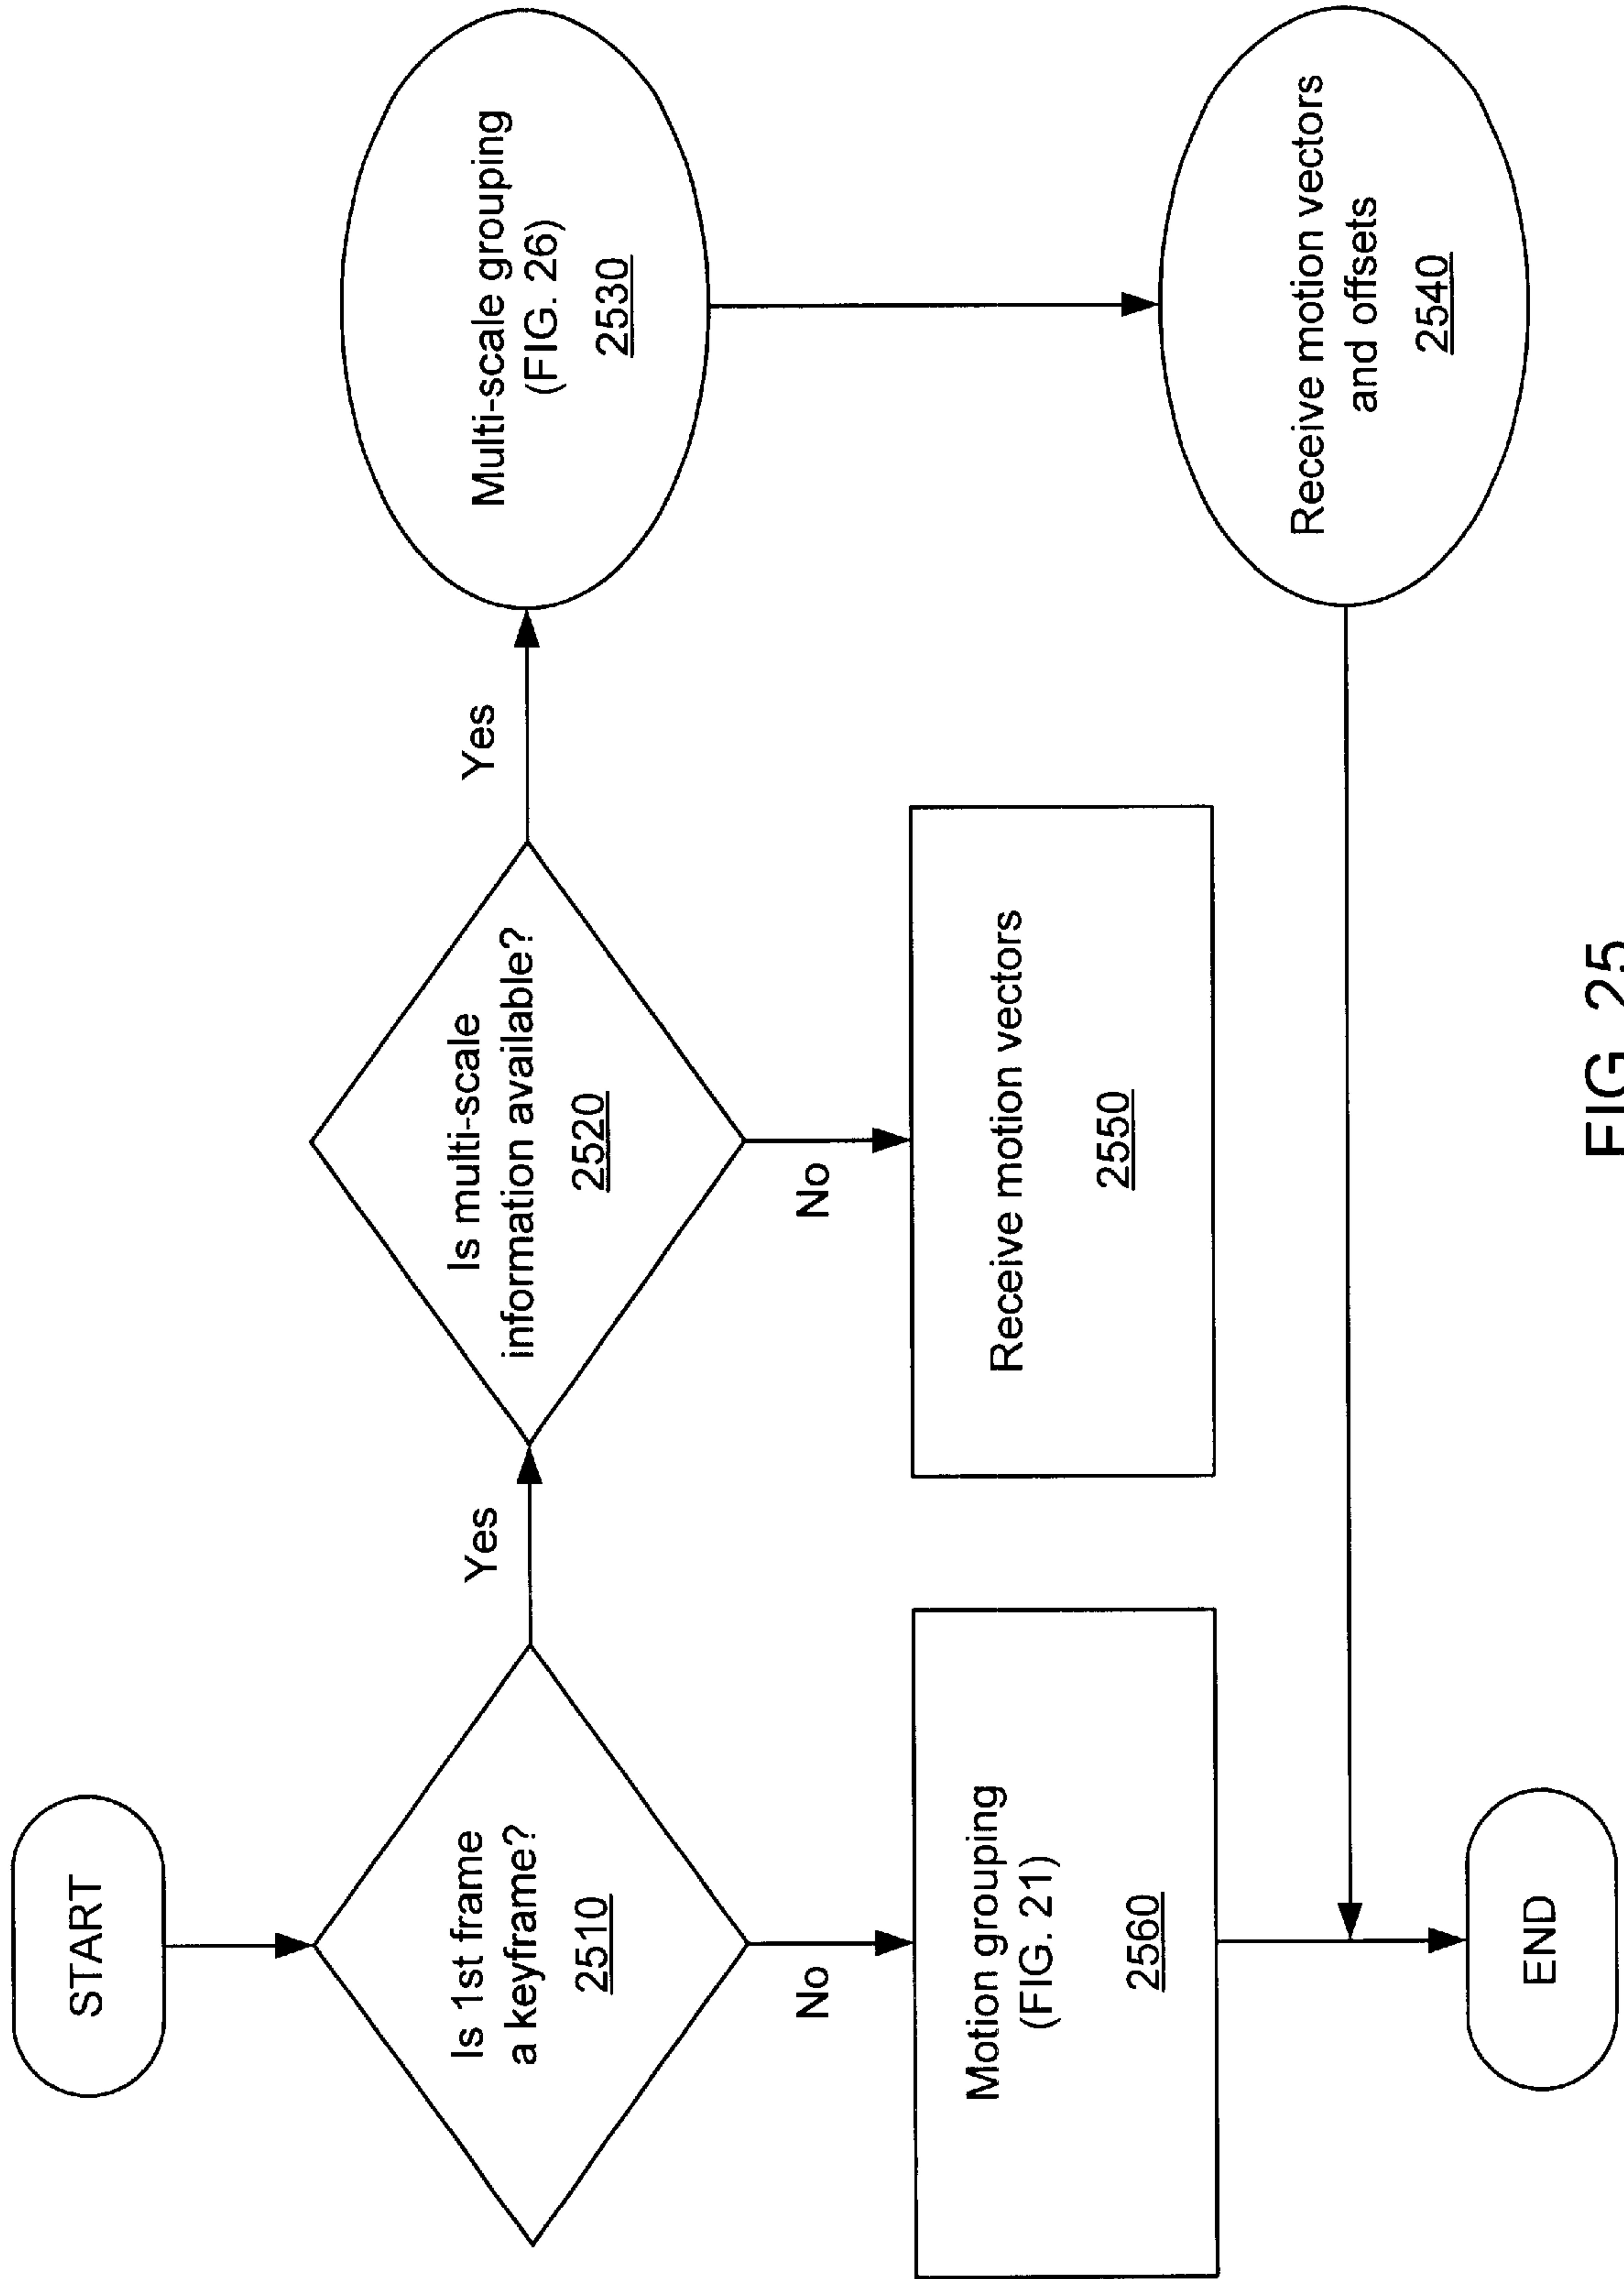 START
Is 1st frame
a keyframe?
2510
Yes
Is multi-scale
information available?
2520
Yes
Multi-scale grouping
(FIG. 26)
2530
No
Motion grouping
(FIG. 21)
2560
No
Receive motion vectors
2550
Receive motion vectors
and offsets
2540
END
FIG. 25